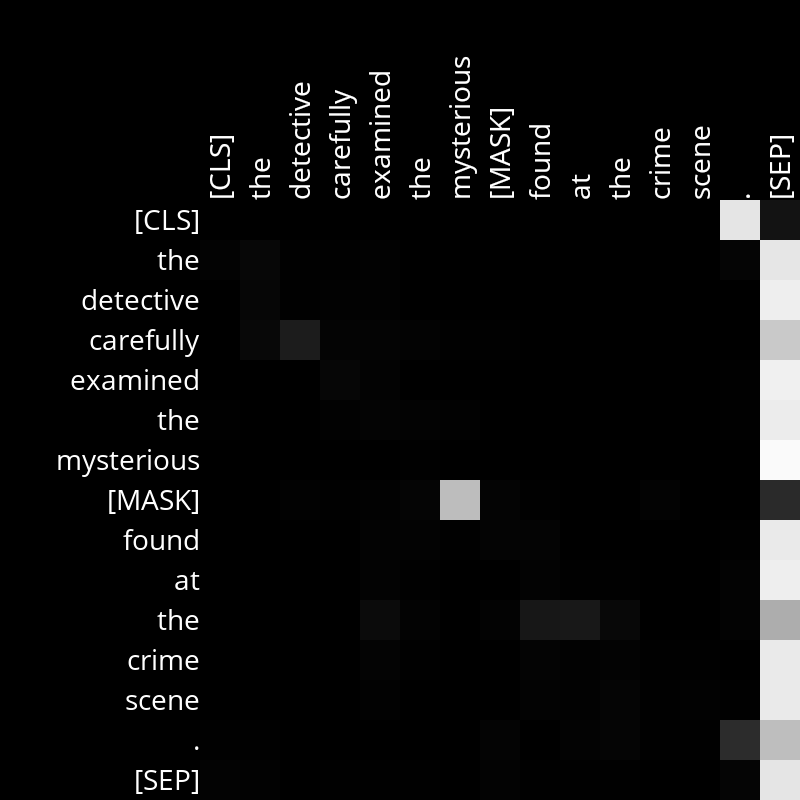 [CLS] the detective carefully examined the mysterious [MASK] found at the crime scene . [SEP]
[CLS]
the
detective
carefully
examined
the
mysterious
[MASK]
found
at
the
crime
scene
.
[SEP]